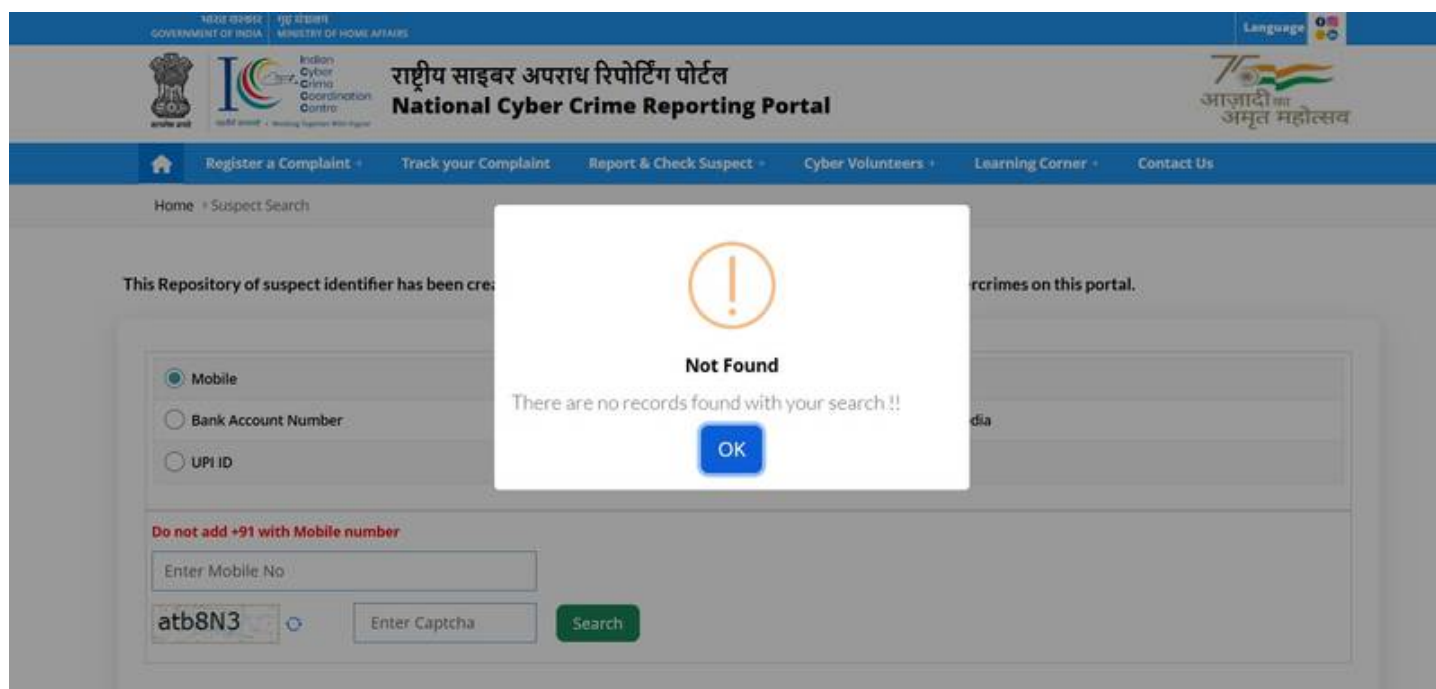 भारत सरकार गृह मंत्रालय
GOVERNMENT OF INDIA MINISTRY OF HOME AFFAIRS
Language
Indian
Cyber
Crime
Coordination
Centre
राष्ट्रीय साइबर अपराध रिपोर्टिंग पोर्टल
National Cyber Crime Reporting Portal
आज़ादी का
अमृत महोत्सव
Register a Complaint + Track your Complaint Report & Check Suspect + Cyber Volunteers + Learning Corner + Contact Us
Home Suspect Search
This Repository of suspect identifier has been rcrimes on this portal.
Not Found
There are no records found with your search !!
OK
Mobile
Bank Account Number dia
UPI ID
Do not add +91 with Mobile number
Enter Mobile No
atb8N3 Enter Captcha Search